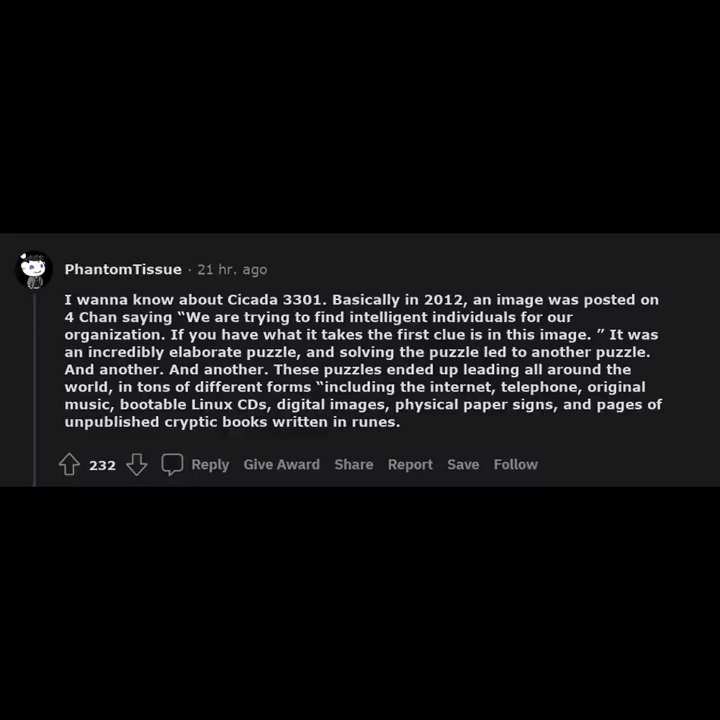 PhantomTissue · 21 hr. ago
I wanna know about Cicada 3301. Basically in 2012, an image was posted on
4 Chan saying “We are trying to find intelligent individuals for our
organization. If you have what it takes the first clue is in this image. ” It was
an incredibly elaborate puzzle, and solving the puzzle led to another puzzle.
And another. And another. These puzzles ended up leading all around the
world, in tons of different forms “including the internet, telephone, original
music, bootable Linux CDs, digital images, physical paper signs, and pages of
unpublished cryptic books written in runes.
232 Reply Give Award Share Report Save Follow